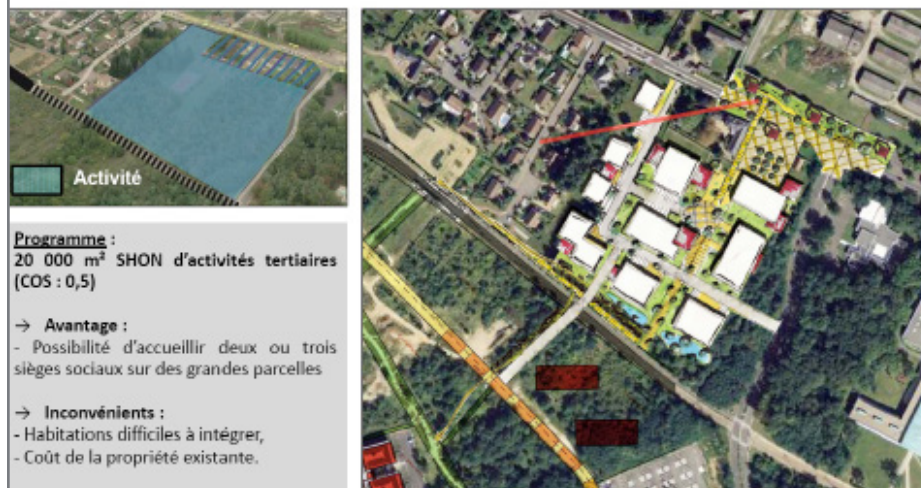 Activité
Programme :
20 000 m² SHON d'activités tertiaires
(COS : 0,5)
→ Avantage :
- Possibilité d'accueillir deux ou trois
sièges sociaux sur des grandes parcelles
→ Inconvénients :
- Habitations difficiles à intégrer,
- Coût de la propriété existante.